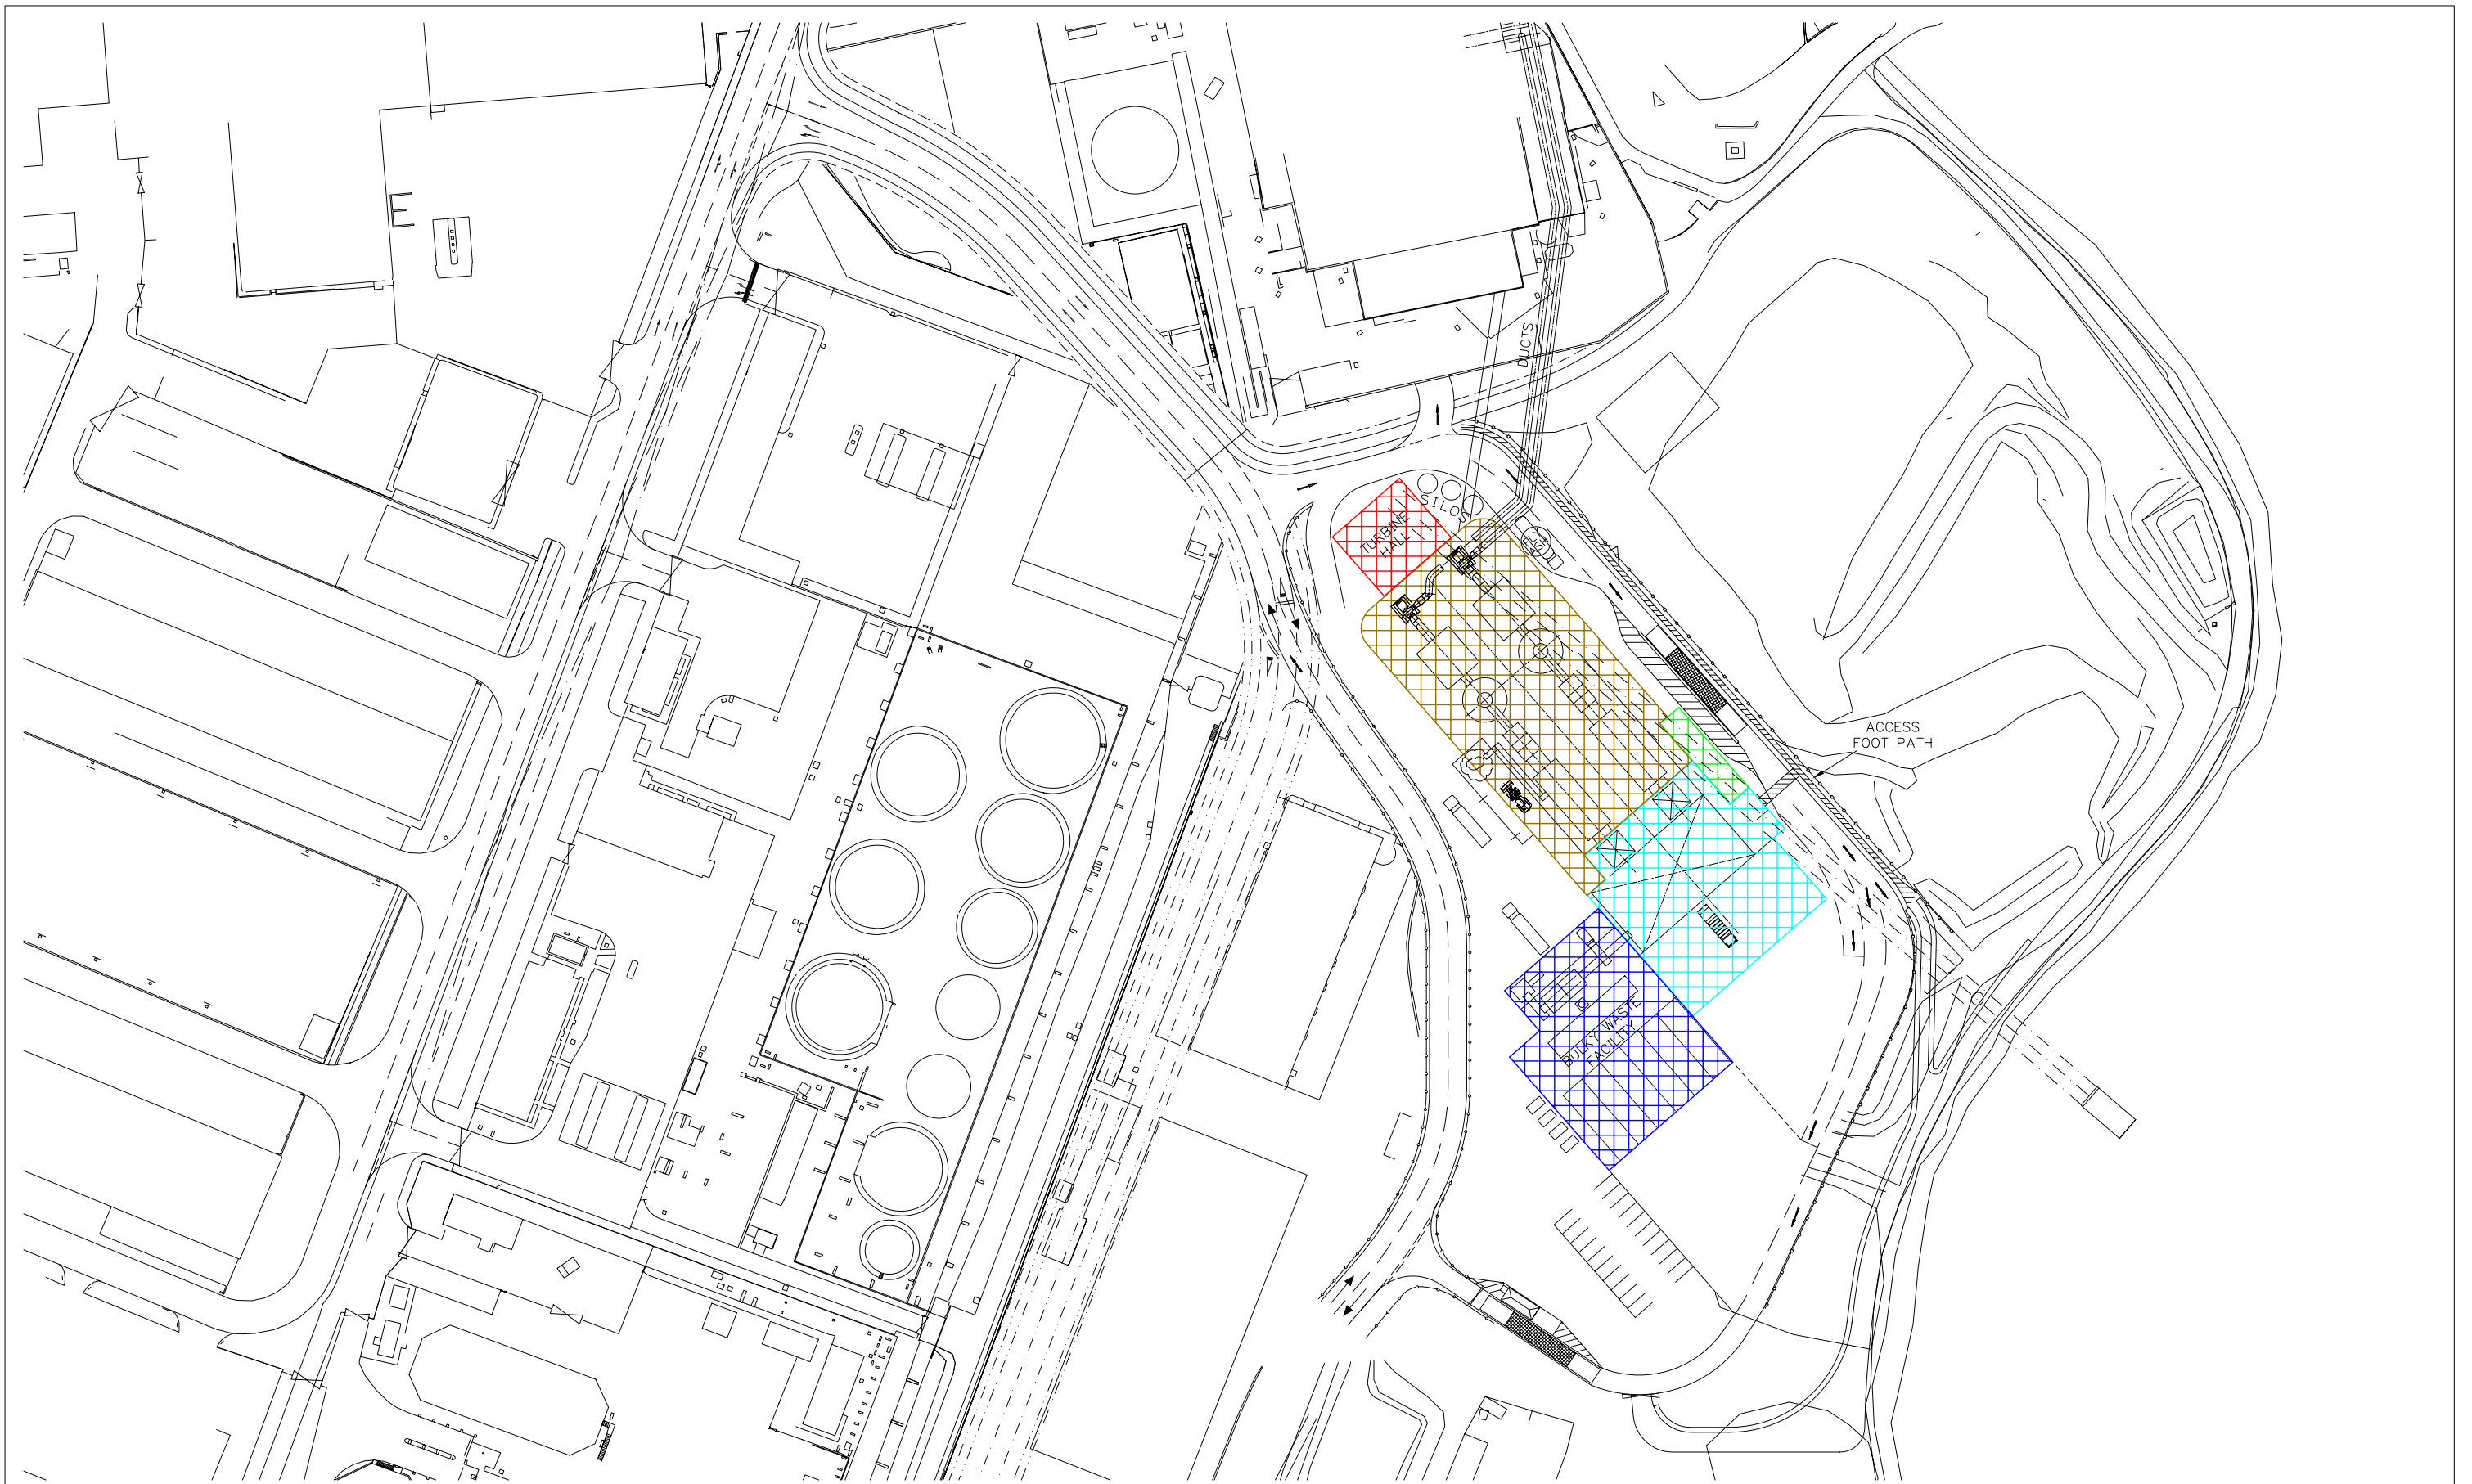 DUCTS
SILOS
TURBINE
HALL
ACCESS
FOOT PATH
BULKY WASTE
FACILITY